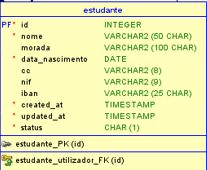 estudante
PF* id INTEGER
* nome VARCHAR2 (50 CHAR)
morada VARCHAR2 (100 CHAR)
* data_nascimento DATE
cc VARCHAR2 (8)
nif VARCHAR2 (9)
iban VARCHAR2 (25 CHAR)
* created_at TIMESTAMP
* updated_at TIMESTAMP
* status CHAR (1)
estudante_PK (id)
estudante_utilizador_FK (id)